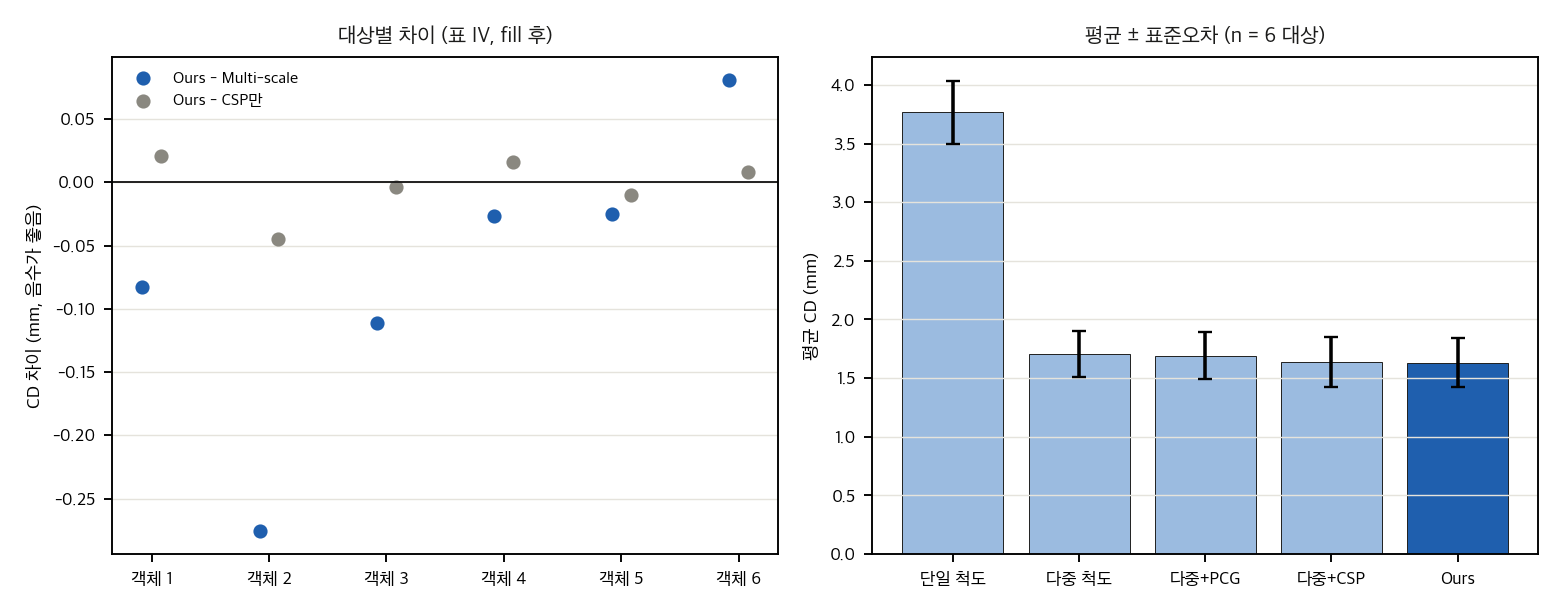 대상별 차이 (표 IV, fill 후)
Ours - Multi-scale
Ours - CSP만
CD 차이 (mm, 음수가 좋음)
0.05
0.00
-0.05
-0.10
-0.15
-0.20
-0.25
객체 1
객체 2
객체 3
객체 4
객체 5
객체 6
평균 ± 표준오차 (n = 6 대상)
평균 CD (mm)
4.0
3.5
3.0
2.5
2.0
1.5
1.0
0.5
0.0
단일 척도
다중 척도
다중+PCG
다중+CSP
Ours